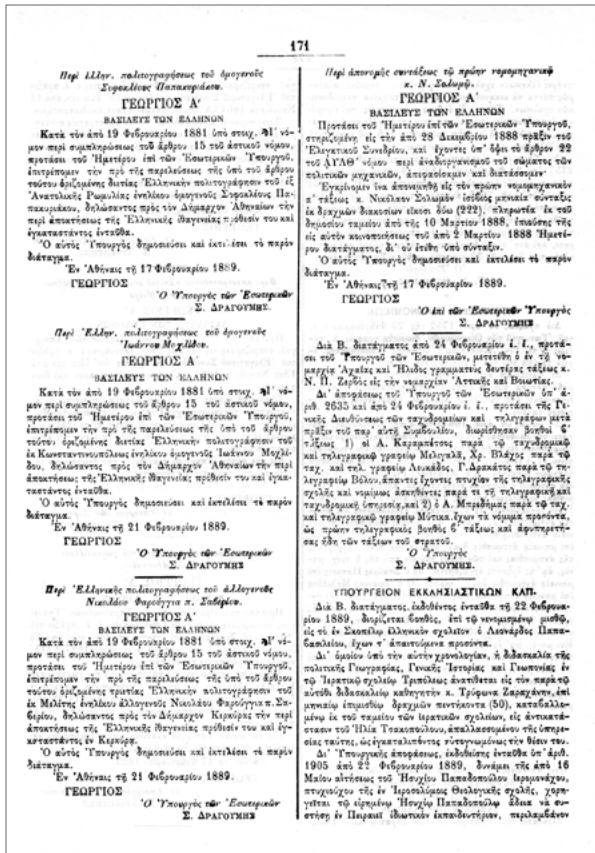 171
Περὶ ἑλλην. πολιτογραφήσεως τοῦ ὁμογενοῦς
Σοφοκλέους Παπακυριάκου.
ΓΕΩΡΓΙΟΣ Α'
ΒΑΣΙΛΕΥΣ ΤΩΝ ΕΛΛΗΝΩΝ
Κατὰ τὸν ἀπὸ 19 Φεβρουαρίου 1881 ὑπὸ στοιχ. ΑΙ' νό-
μον περὶ συμπληρώσεως τοῦ ἄρθρου 15 τοῦ ἀστικοῦ νόμου,
προτάσει τοῦ Ἡμετέρου ἐπὶ τῶν Ἐσωτερικῶν Ὑπουργοῦ,
ἐπιτρέπομεν τὴν πρὸ τῆς παρελεύσεως τῆς ὑπὸ τοῦ ἄρθρου
τούτου ὁριζομένης διετίας Ἑλληνικὴν πολιτογράφησιν τοῦ ἐξ
Ἀνατολικῆς Ῥωμυλίας ἐνηλίκου ὁμογενοῦς Σοφοκλέους Πα-
πακυριάκου, δηλώσαντος πρὸς τὸν Δήμαρχον Ἀθηναίων τὴν
περὶ ἀποκτήσεως τῆς Ἑλληνικῆς ἰθαγενείας πρόθεσίν του καὶ
ἐγκαταστάντος ἐνταῦθα.
Ὁ αὐτὸς Ὑπουργὸς δημοσιεύσει καὶ ἐκτελέσει τὸ παρὸν
διάταγμα.
Ἐν Ἀθήναις τῇ 17 Φεβρουαρίου 1889.
ΓΕΩΡΓΙΟΣ
Ὁ Ὑπουργὸς τῶν Ἐσωτερικῶν
Σ. ΔΡΑΓΟΥΜΗΣ
Περὶ Ἑλλην. πολιτογραφήσεως τοῦ ὁμογενοῦς
Ἰωάννου Μοχλίδου.
ΓΕΩΡΓΙΟΣ Α'
ΒΑΣΙΛΕΥΣ ΤΩΝ ΕΛΛΗΝΩΝ
Κατὰ τὸν ἀπὸ 19 Φεβρουαρίου 1881 ὑπὸ στοιχ. ΑΙ' νό-
μον περὶ συμπληρώσεως τοῦ ἄρθρου 15 τοῦ ἀστικοῦ νόμου,
προτάσει τοῦ Ἡμετέρου ἐπὶ τῶν Ἐσωτερικῶν Ὑπουργοῦ,
ἐπιτρέπομεν τὴν πρὸ τῆς παρελεύσεως τῆς ὑπὸ τοῦ ἄρθρου
τούτου ὁριζομένης διετίας Ἑλληνικὴν πολιτογράφησιν τοῦ
ἐκ Κωνσταντινουπόλεως ἐνηλίκου ὁμογενοῦς Ἰωάννου Μοχλί-
δου, δηλώσαντος πρὸς τὸν Δήμαρχον Ἀθηναίων τὴν περὶ
ἀποκτήσεως τῆς Ἑλληνικῆς ἰθαγενείας πρόθεσίν του καὶ ἐγκα-
ταστάντος ἐνταῦθα.
Ὁ αὐτὸς Ὑπουργὸς δημοσιεύσει καὶ ἐκτελέσει τὸ παρὸν
διάταγμα.
Ἐν Ἀθήναις τῇ 21 Φεβρουαρίου 1889.
ΓΕΩΡΓΙΟΣ
Ὁ Ὑπουργὸς τῶν Ἐσωτερικῶν
Σ. ΔΡΑΓΟΥΜΗΣ
Περὶ Ἑλληνικῆς πολιτογραφήσεως τοῦ ἀλλογενοῦς
Νικολάου Φαρούγγια π. Σαβερίου.
ΓΕΩΡΓΙΟΣ Α'
ΒΑΣΙΛΕΥΣ ΤΩΝ ΕΛΛΗΝΩΝ
Κατὰ τὸν ἀπὸ 19 Φεβρουαρίου 1881 ὑπὸ στοιχ. ΑΙ' νό-
μον περὶ συμπληρώσεως τοῦ ἄρθρου 15 τοῦ ἀστικοῦ νόμου,
προτάσει τοῦ Ἡμετέρου ἐπὶ τῶν Ἐσωτερικῶν Ὑπουργοῦ,
ἐπιτρέπομεν τὴν πρὸ τῆς παρελεύσεως τῆς ὑπὸ τοῦ ἄρθρου
τούτου ὁριζομένης τριετίας Ἑλληνικὴν πολιτογράφησιν τοῦ
ἐκ Μελίτης ἐνηλίκου ἀλλογενοῦς Νικολάου Φαρούγγια π. Σα-
βερίου, δηλώσαντος πρὸς τὸν Δήμαρχον Κερκύρας τὴν περὶ
ἀποκτήσεως τῆς Ἑλληνικῆς ἰθαγενείας πρόθεσίν του καὶ ἐγ-
καταστάντος ἐν Κερκύρᾳ.
Ὁ αὐτὸς Ὑπουργὸς δημοσιεύσει καὶ ἐκτελέσει τὸ παρὸν
διάταγμα.
Ἐν Ἀθήναις τῇ 21 Φεβρουαρίου 1889.
ΓΕΩΡΓΙΟΣ
Ὁ Ὑπουργὸς τῶν Ἐσωτερικῶν
Σ. ΔΡΑΓΟΥΜΗΣ
Περὶ ἀπονομῆς συντάξεως τῷ πρώην νομομηχανικῷ
κ. Ν. Σολωμῷ.
ΓΕΩΡΓΙΟΣ Α'
ΒΑΣΙΛΕΥΣ ΤΩΝ ΕΛΛΗΝΩΝ
Προτάσει τοῦ Ἡμετέρου ἐπὶ τῶν Ἐσωτερικῶν Ὑπουργοῦ,
στηριζομένη εἰς τὴν ἀπὸ 28 Δεκεμβρίου 1888 πρᾶξιν τοῦ
Ἐλεγκτικοῦ Συνεδρίου, καὶ ἔχοντες ὑπ' ὄψει τὸ ἄρθρον 22
τοῦ ΑΥΛΘ' νόμου περὶ ἀναδιοργανισμοῦ τοῦ σώματος τῶν
πολιτικῶν μηχανικῶν, ἀπεφασίσαμεν καὶ διατάσσομεν·
Ἐγκρίνομεν ἵνα ἀπονεμηθῇ εἰς τὸν πρώην νομομηχανικὸν
α' τάξεως κ. Νικόλαον Σολωμὸν ἰσόβιος μηνιαία σύνταξις
ἐκ δραχμῶν διακοσίων εἴκοσι δύο (222), πληρωτέα ἐκ τοῦ
δημοσίου ταμείου ἀπὸ τῆς 10 Μαρτίου 1888, ἐπιούσης τῆς
εἰς αὐτὸν κοινοποιήσεως τοῦ ἀπὸ 2 Μαρτίου 1888 Ἡμετέ-
ρου διατάγματος, δι' οὗ ἐτέθη ὑπὸ σύνταξιν.
Ὁ αὐτὸς Ὑπουργὸς δημοσιεύσει καὶ ἐκτελέσει τὸ παρὸν
διάταγμα.
Ἐν Ἀθήναις τῇ 17 Φεβρουαρίου 1889.
ΓΕΩΡΓΙΟΣ
Ὁ ἐπὶ τῶν Ἐσωτερικῶν Ὑπουργὸς
Σ. ΔΡΑΓΟΥΜΗΣ
Διὰ Β. διατάγματος ἀπὸ 24 Φεβρουαρίου ἐ. ἔ., προτά-
σει τοῦ Ὑπουργοῦ τῶν Ἐσωτερικῶν, μετετέθη ὁ ἐν τῇ νο-
μαρχίᾳ Ἀχαΐας καὶ Ἤλιδος γραμματεὺς δευτέρας τάξεως κ.
Ν. Π. Ζερβὸς εἰς τὴν νομαρχίαν Ἀττικῆς καὶ Βοιωτίας.
Δι' ἀποφάσεως τοῦ Ὑπουργοῦ τῶν Ἐσωτερικῶν ὑπ' ἀ-
ριθ. 2635 καὶ ἀπὸ 24 Φεβρουαρίου ἐ. ἔ., προτάσει τῆς Γε-
νικῆς Διευθύνσεως τῶν ταχυδρομείων καὶ τηλεγράφων μετὰ
πρᾶξιν τοῦ παρ' αὐτῇ Συμβουλίου, διωρίσθησαν βοηθοὶ β'
τάξεως 1) οἱ Α. Καραμπέτσος παρὰ τῷ ταχυδρομικῷ
καὶ τηλεγραφικῷ γραφείῳ Μελιγαλᾶ, Χρ. Βλάχος παρὰ τῷ
ταχ. καὶ τηλ. γραφείῳ Λευκάδος, Γ. Δρακάτος παρὰ τῷ τη-
λεγραφείῳ Βόλου, ἅπαντες ἔχοντες πτυχίον τῆς τηλεγραφικῆς
σχολῆς καὶ νομίμως ἀσκηθέντες παρά τε τῇ τηλεγραφικῇ καὶ
ταχυδρομικῇ ὑπηρεσίᾳ, καὶ 2) ὁ Α. Μπρεδήμας παρὰ τῷ ταχ.
καὶ τηλεγραφικῷ γραφείῳ Μύτικα, ἔχων τὰ νόμιμα προσόντα,
ὡς πρώην τηλεγραφικὸς βοηθὸς β' τάξεως καὶ ἀφυπηρετή-
σας ἤδη τῶν τάξεων τοῦ στρατοῦ.
Ὁ Ὑπουργὸς
Σ. ΔΡΑΓΟΥΜΗΣ.
ΥΠΟΥΡΓΕΙΟΝ ΕΚΚΛΗΣΙΑΣΤΙΚΩΝ ΚΛΠ.
Διὰ Β. διατάγματος, ἐκδοθέντος ἐνταῦθα τῇ 22 Φεβρουα-
ρίου 1889, διορίζεται βοηθός, ἐπὶ τῷ νενομισμένῳ μισθῷ,
εἰς τὸ ἐν Σκοπέλῳ ἑλληνικὸν σχολεῖον ὁ Λεονάρδος Παπα-
βασιλείου, ἔχων τ' ἀπαιτούμενα προσόντα.
Δι' ὁμοίου ὑπὸ τὴν αὐτὴν χρονολογίαν, ἡ διδασκαλία τῆς
πολιτικῆς Γεωγραφίας, Γενικῆς Ἱστορίας καὶ Γεωπονίας ἐν
τῷ Ἱερατικῷ σχολείῳ Τριπόλεως ἀνατίθεται εἰς τὸν παρὰ τῷ
αὐτόθι διδασκαλείῳ καθηγητὴν κ. Τρύφωνα Ζαραχάνην, ἐπὶ
μηνιαίῳ ἐπιμισθίῳ δραχμῶν πεντήκοντα (50), καταβαλλο-
μένῳ ἐκ τοῦ ταμείου τῶν ἱερατικῶν σχολείων, εἰς ἀντικατά-
στασιν τοῦ Ἠλία Τσακοπούλου, ἀπαλλασσομένου τῆς ὑπηρε-
σίας ταύτης, ὡς ἐγκαταλιπόντος αὐτογνωμόνως τὴν θέσιν του.
Δι' Ὑπουργικῆς ἀποφάσεως, ἐκδοθείσης ἐνταῦθα ὑπ' ἀριθ.
1905 ἀπὸ 22 Φεβρουαρίου 1889, δυνάμει τῆς ἀπὸ 16
Μαΐου αἰτήσεως τοῦ Ἡσυχίου Παπαδοπούλου ἱερομονάχου,
πτυχιούχου τῆς ἐν Ἱεροσολύμοις Θεολογικῆς σχολῆς, χορη-
γεῖται τῷ εἰρημένῳ Ἡσυχίῳ Παπαδοπούλῳ ἄδεια νὰ συ-
στήσῃ ἐν Πειραιεῖ ἰδιωτικὸν ἐκπαιδευτήριον, περιλαμβάνον